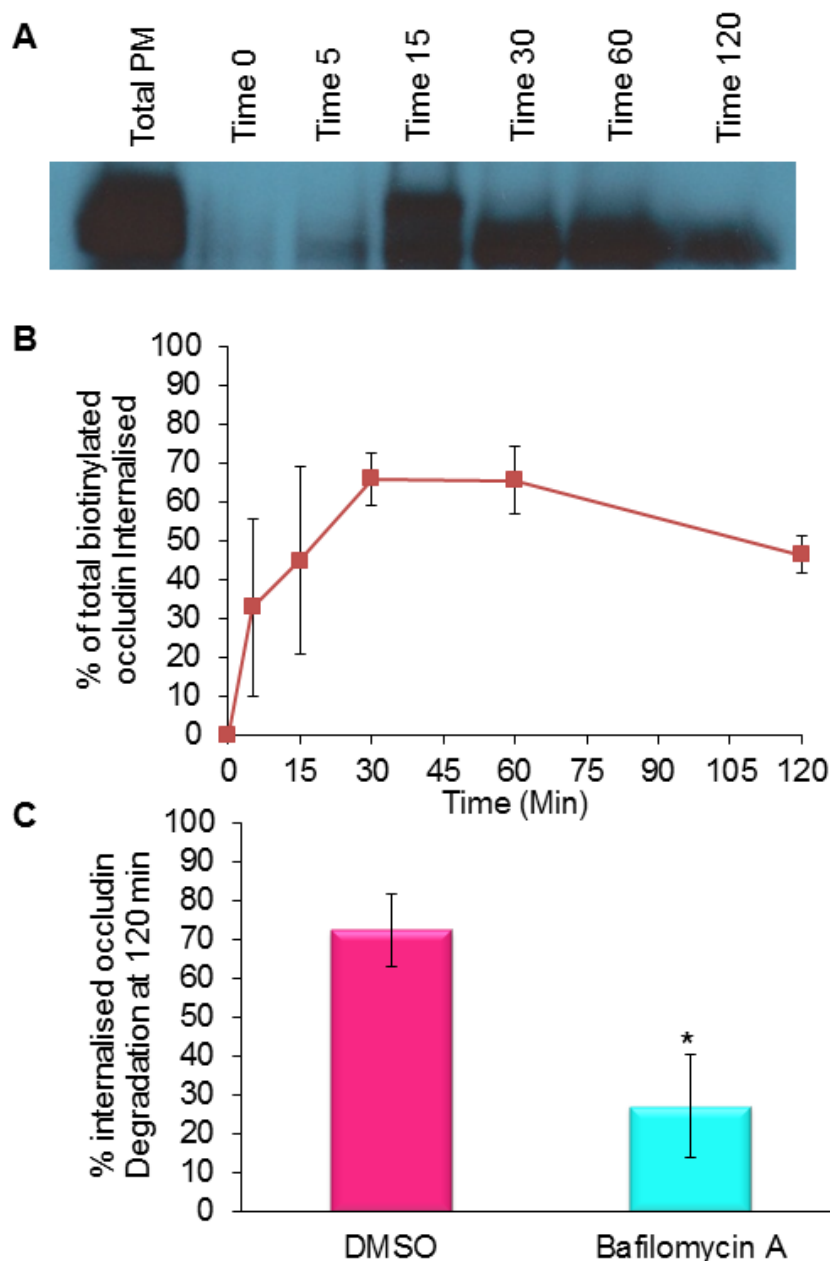 A
Total PM
Time 0
Time 5
Time 15
Time 30
Time 60
Time 120
B
% of total biotinylated
occludin Internalised
100
90
80
70
60
50
40
30
20
10
0
0 15 30 45 60 75 90 105 120
Time (Min)
C
% internalised occludin
Degradation at 120 min
100
90
80
70
60
50
40
30
20
10
0
*
DMSO Bafilomycin A